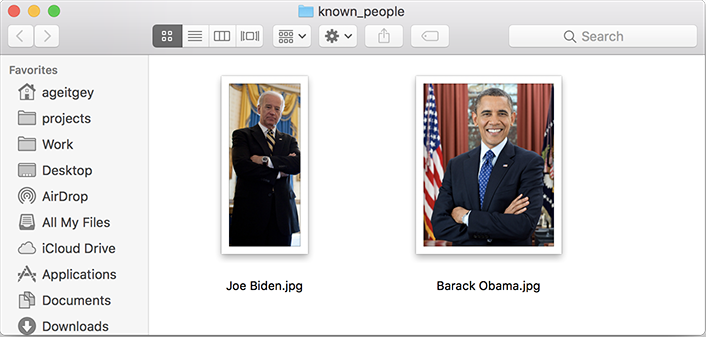 known_people
Search
Favorites
ageitgey
projects
Work
Desktop
AirDrop
All My Files
iCloud Drive
Applications
Documents
Downloads
Joe Biden.jpg
Barack Obama.jpg